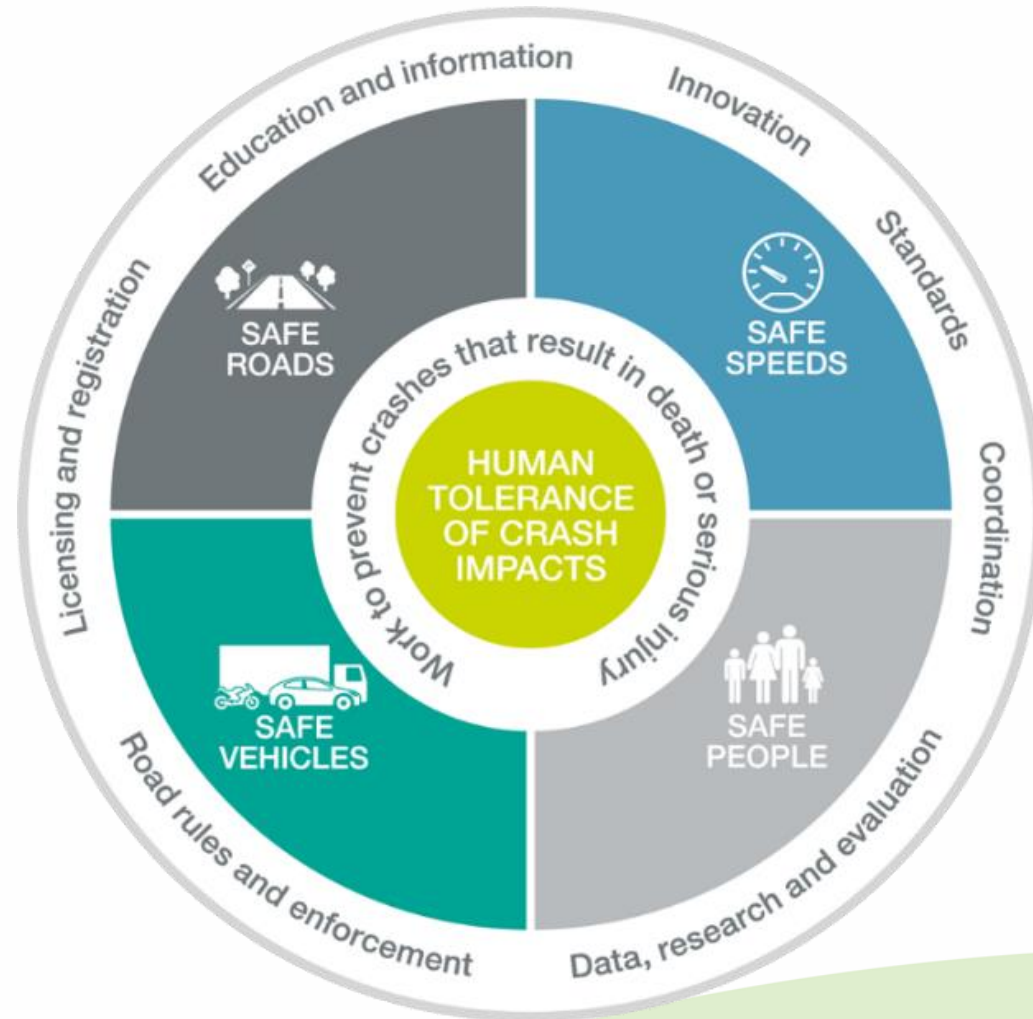 Education and information
Innovation
Standards
Coordination
Data, research and evaluation
Road rules and enforcement
Licensing and registration
SAFE
ROADS
SAFE
SPEEDS
Work to prevent crashes that result in death or serious injury
HUMAN
TOLERANCE
OF CRASH
IMPACTS
SAFE
VEHICLES
SAFE
PEOPLE